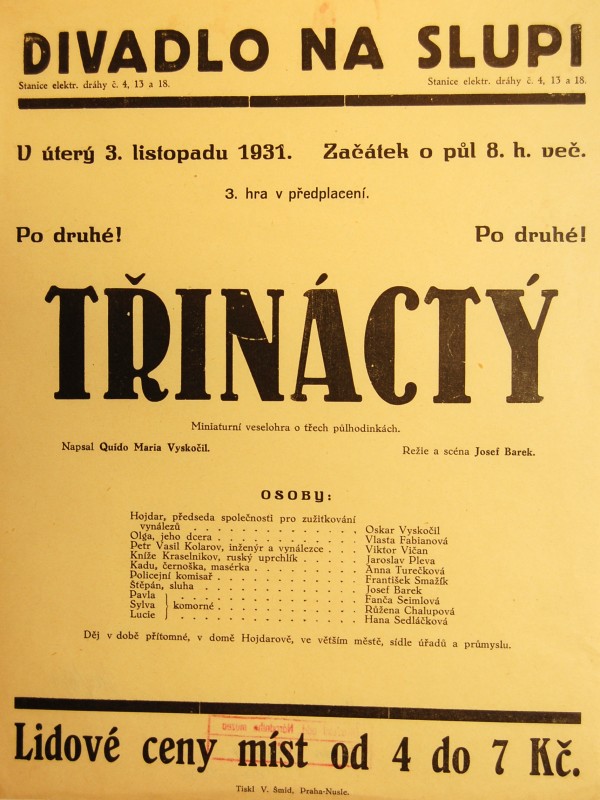 DIVADLO NA SLUPI
Stanice elektr. dráhy č. 4, 13 a 18. Stanice elektr. dráhy č. 4, 13 a 18.
V úterý 3. listopadu 1931. Začátek o půl 8. h. več.
3. hra v předplacení.
Po druhé! Po druhé!
TŘINÁCTÝ
Miniaturní veselohra o třech půlhodinkách.
Napsal Quido Maria Vyskočil. Režie a scéna Josef Barek.
OSOBY:
Hojdar, předseda společnosti pro zužitkování
vynálezů . . . . . . . . . . . . Oskar Vyskočil
Olga, jeho dcera . . . . . . . . . . . Vlasta Fabianová
Petr Vasil Kolarov, inženýr a vynálezce . . . Viktor Vičan
Kníže Kraselnikov, ruský uprchlík . . . . . Jaroslav Pleva
Kadu, černoška, masérka . . . . . . . . . Anna Turečková
Policejní komisař . . . . . . . . . . . František Smažík
Štěpán, sluha . . . . . . . . . . . . Josef Barek
Pavla . . . . . . . . . . . . Fanča Seimlová
Sylva } komorné . . . . . . . . . . Růžena Chalupová
Lucie . . . . . . . . . . . . Hana Sedláčková
Děj v době přítomné, v domě Hojdarově, ve větším městě, sídle úřadů a průmyslu.
Lidové ceny míst od 4 do 7 Kč.
Tiskl V. Šmíd, Praha-Nusle.